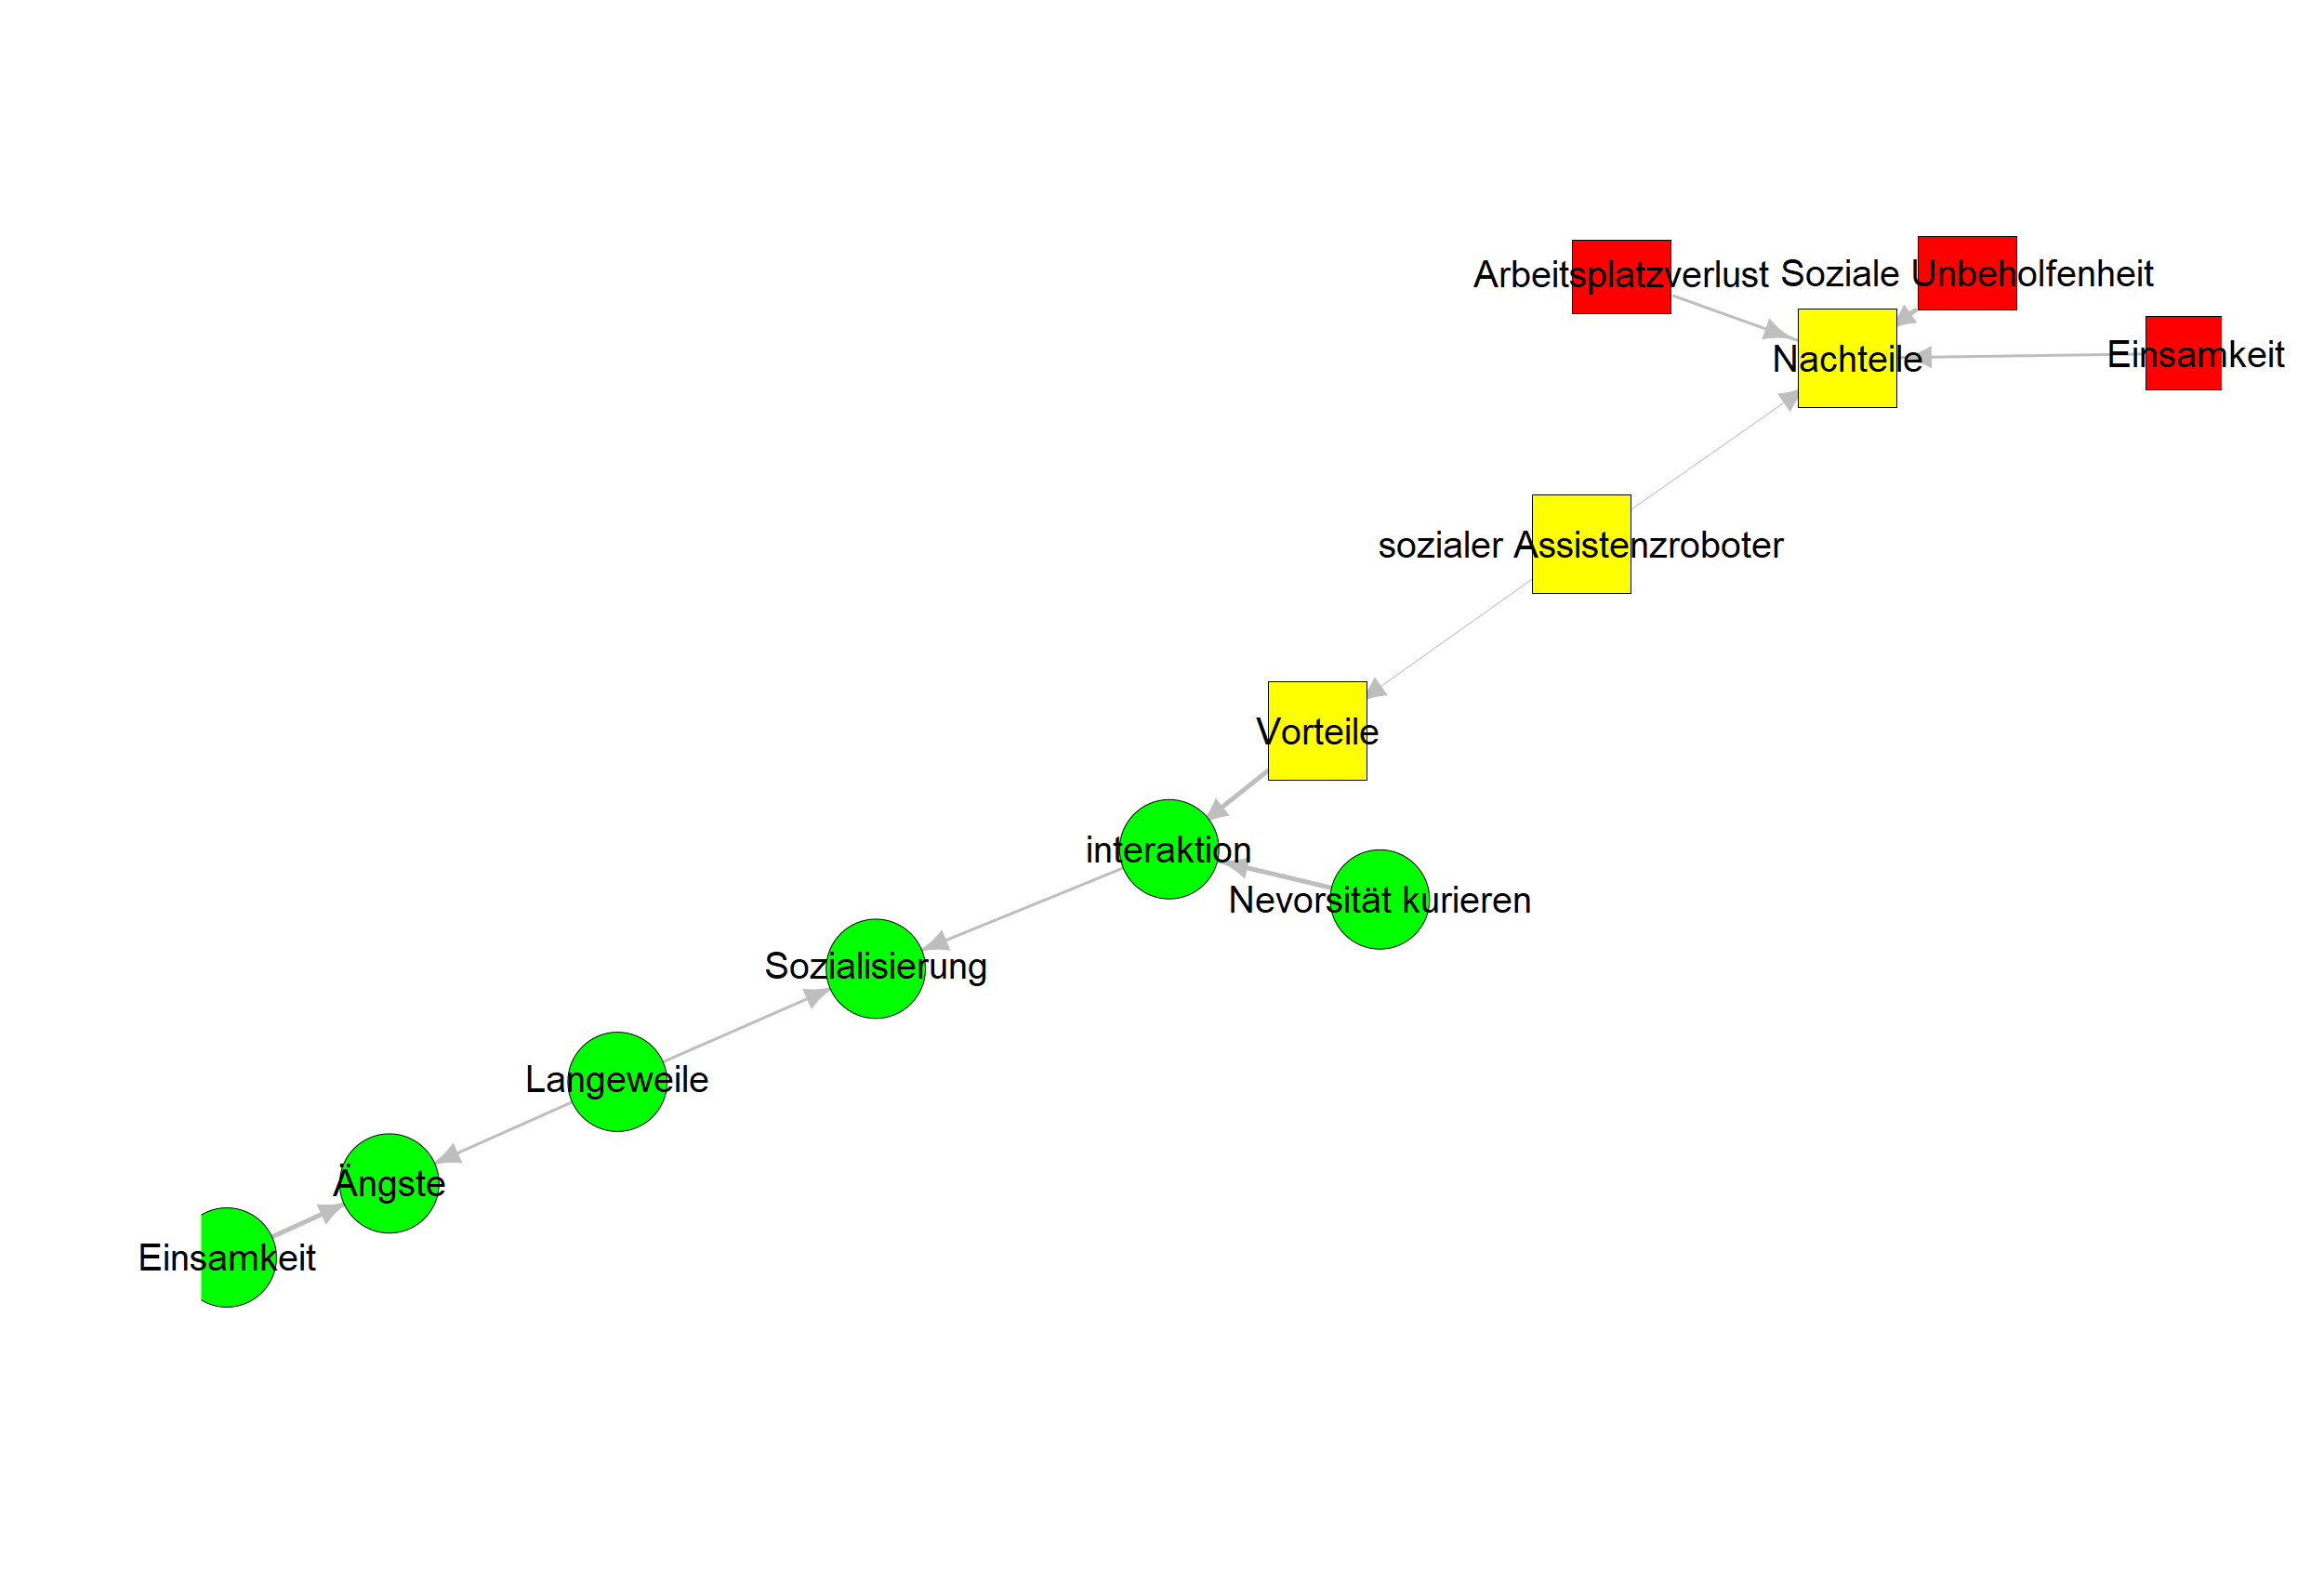 Arbeitsplatzverlust
Soziale Unbeholfenheit
Nachteile
Einsamkeit
sozialer Assistenzroboter
Vorteile
interaktion
Nevorsität kurieren
Sozialisierung
Langeweile
Ängste
Einsamkeit